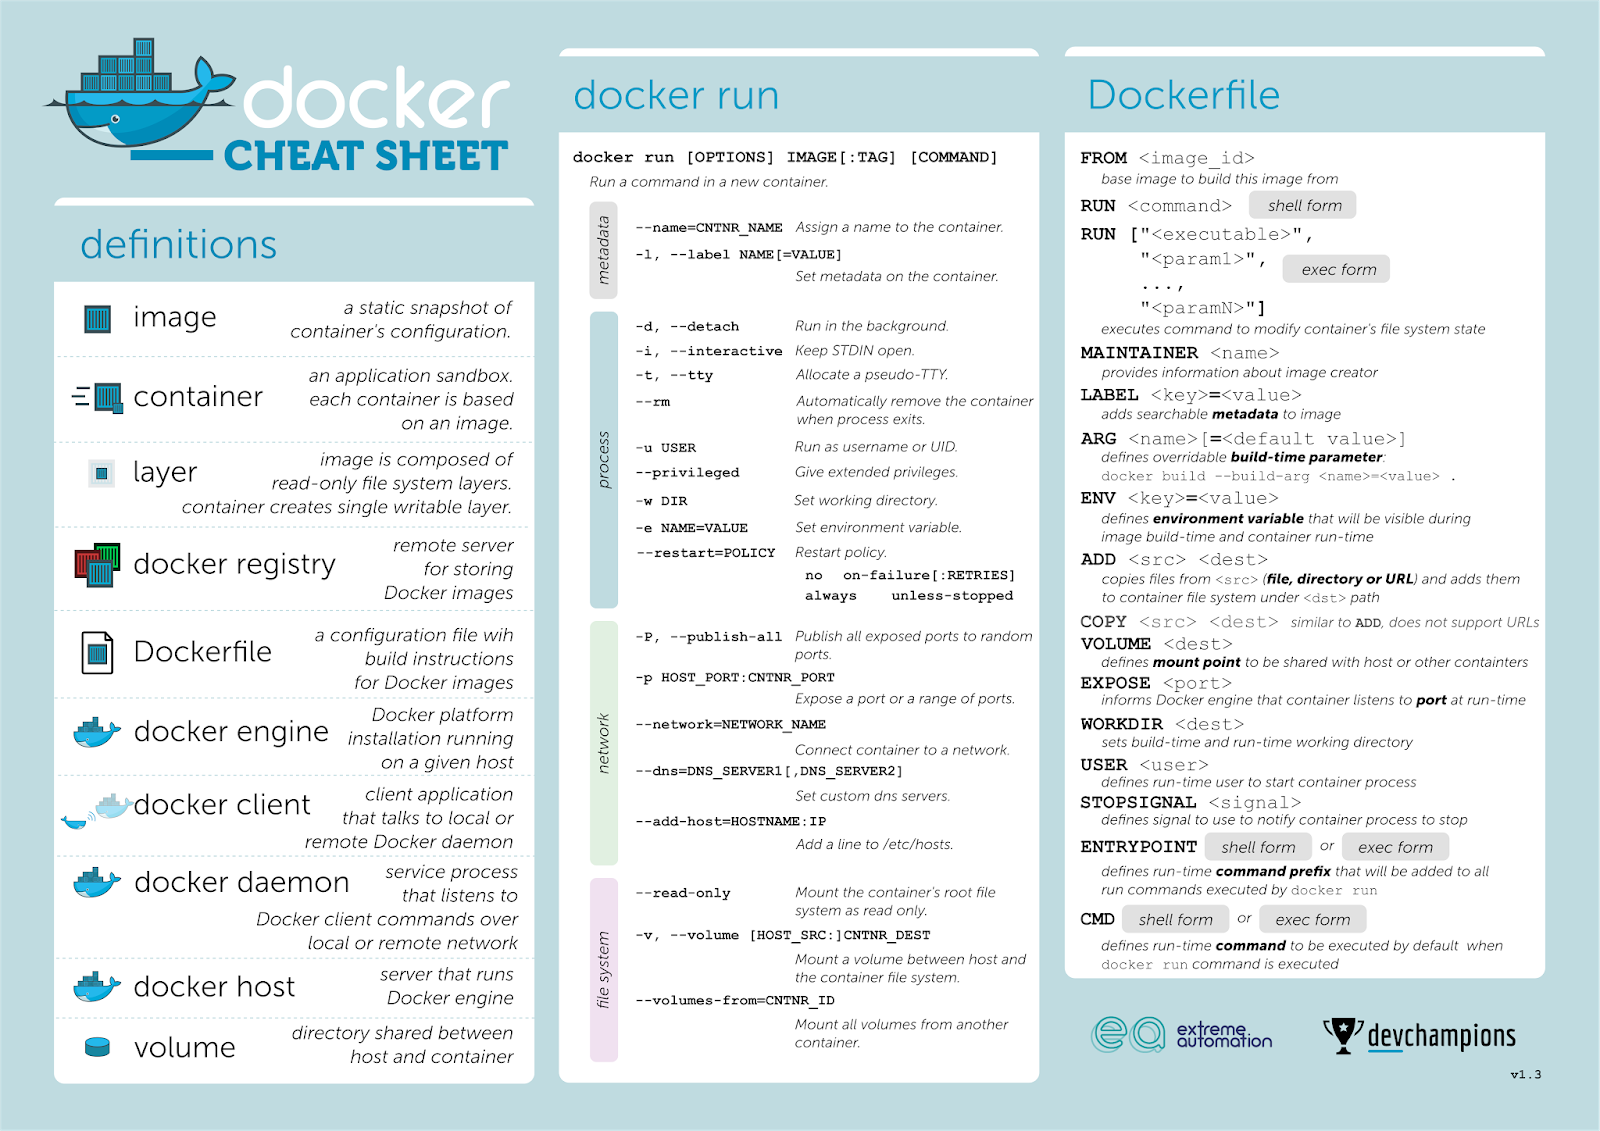 docker
CHEAT SHEET
definitions
image
a static snapshot of
container's configuration.
container
an application sandbox.
each container is based
on an image.
layer
image is composed of
read-only file system layers.
container creates single writable layer.
docker registry
remote server
for storing
Docker images
Dockerfile
a configuration file wih
build instructions
for Docker images
docker engine
Docker platform
installation running
on a given host
docker client
client application
that talks to local or
remote Docker daemon
docker daemon
service process
that listens to
Docker client commands over
local or remote network
docker host
server that runs
Docker engine
volume
directory shared between
host and container
docker run
docker run [OPTIONS] IMAGE[:TAG] [COMMAND]
Run a command in a new container.
metadata
--name=CNTNR_NAME Assign a name to the container.
-l, --label NAME[=VALUE]
Set metadata on the container.
process
-d, --detach Run in the background.
-i, --interactive Keep STDIN open.
-t, --tty Allocate a pseudo-TTY.
--rm Automatically remove the container
when process exits.
-u USER Run as username or UID.
--privileged Give extended privileges.
-w DIR Set working directory.
-e NAME=VALUE Set environment variable.
--restart=POLICY Restart policy.
no on-failure[:RETRIES]
always unless-stopped
network
-P, --publish-all Publish all exposed ports to random
ports.
-p HOST_PORT:CNTNR_PORT
Expose a port or a range of ports.
--network=NETWORK_NAME
Connect container to a network.
--dns=DNS_SERVER1[,DNS_SERVER2]
Set custom dns servers.
--add-host=HOSTNAME:IP
Add a line to /etc/hosts.
file system
--read-only Mount the container's root file
system as read only.
-v, --volume [HOST_SRC:]CNTNR_DEST
Mount a volume between host and
the container file system.
--volumes-from=CNTNR_ID
Mount all volumes from another
container.
Dockerfile
FROM <image_id>
base image to build this image from
RUN <command> shell form
RUN ["<executable>",
"<param1>", exec form
...,
"<paramN>"]
executes command to modify container's file system state
MAINTAINER <name>
provides information about image creator
LABEL <key>=<value>
adds searchable metadata to image
ARG <name>[=<default value>]
defines overridable build-time parameter:
docker build --build-arg <name>=<value> .
ENV <key>=<value>
defines environment variable that will be visible during
image build-time and container run-time
ADD <src> <dest>
copies files from <src> (file, directory or URL) and adds them
to container file system under <dst> path
COPY <src> <dest> similar to ADD, does not support URLs
VOLUME <dest>
defines mount point to be shared with host or other containters
EXPOSE <port>
informs Docker engine that container listens to port at run-time
WORKDIR <dest>
sets build-time and run-time working directory
USER <user>
defines run-time user to start container process
STOPSIGNAL <signal>
defines signal to use to notify container process to stop
ENTRYPOINT shell form or exec form
defines run-time command prefix that will be added to all
run commands executed by docker run
CMD shell form or exec form
defines run-time command to be executed by default when
docker run command is executed
ea extreme
automation
devchampions
v1.3